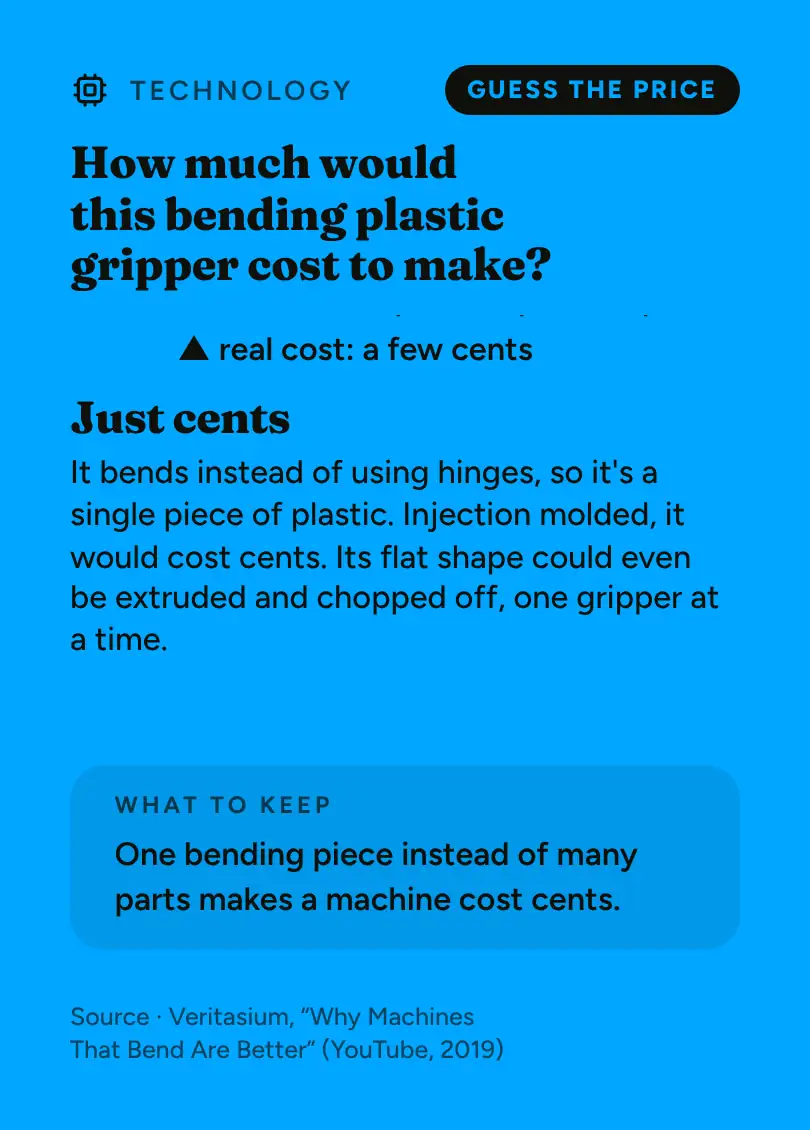 TECHNOLOGY
GUESS THE PRICE
How much would
this bending plastic
gripper cost to make?
▲ real cost: a few cents
Just cents
It bends instead of using hinges, so it's a
single piece of plastic. Injection molded, it
would cost cents. Its flat shape could even
be extruded and chopped off, one gripper at
a time.
WHAT TO KEEP
One bending piece instead of many
parts makes a machine cost cents.
Source · Veritasium, “Why Machines
That Bend Are Better” (YouTube, 2019)